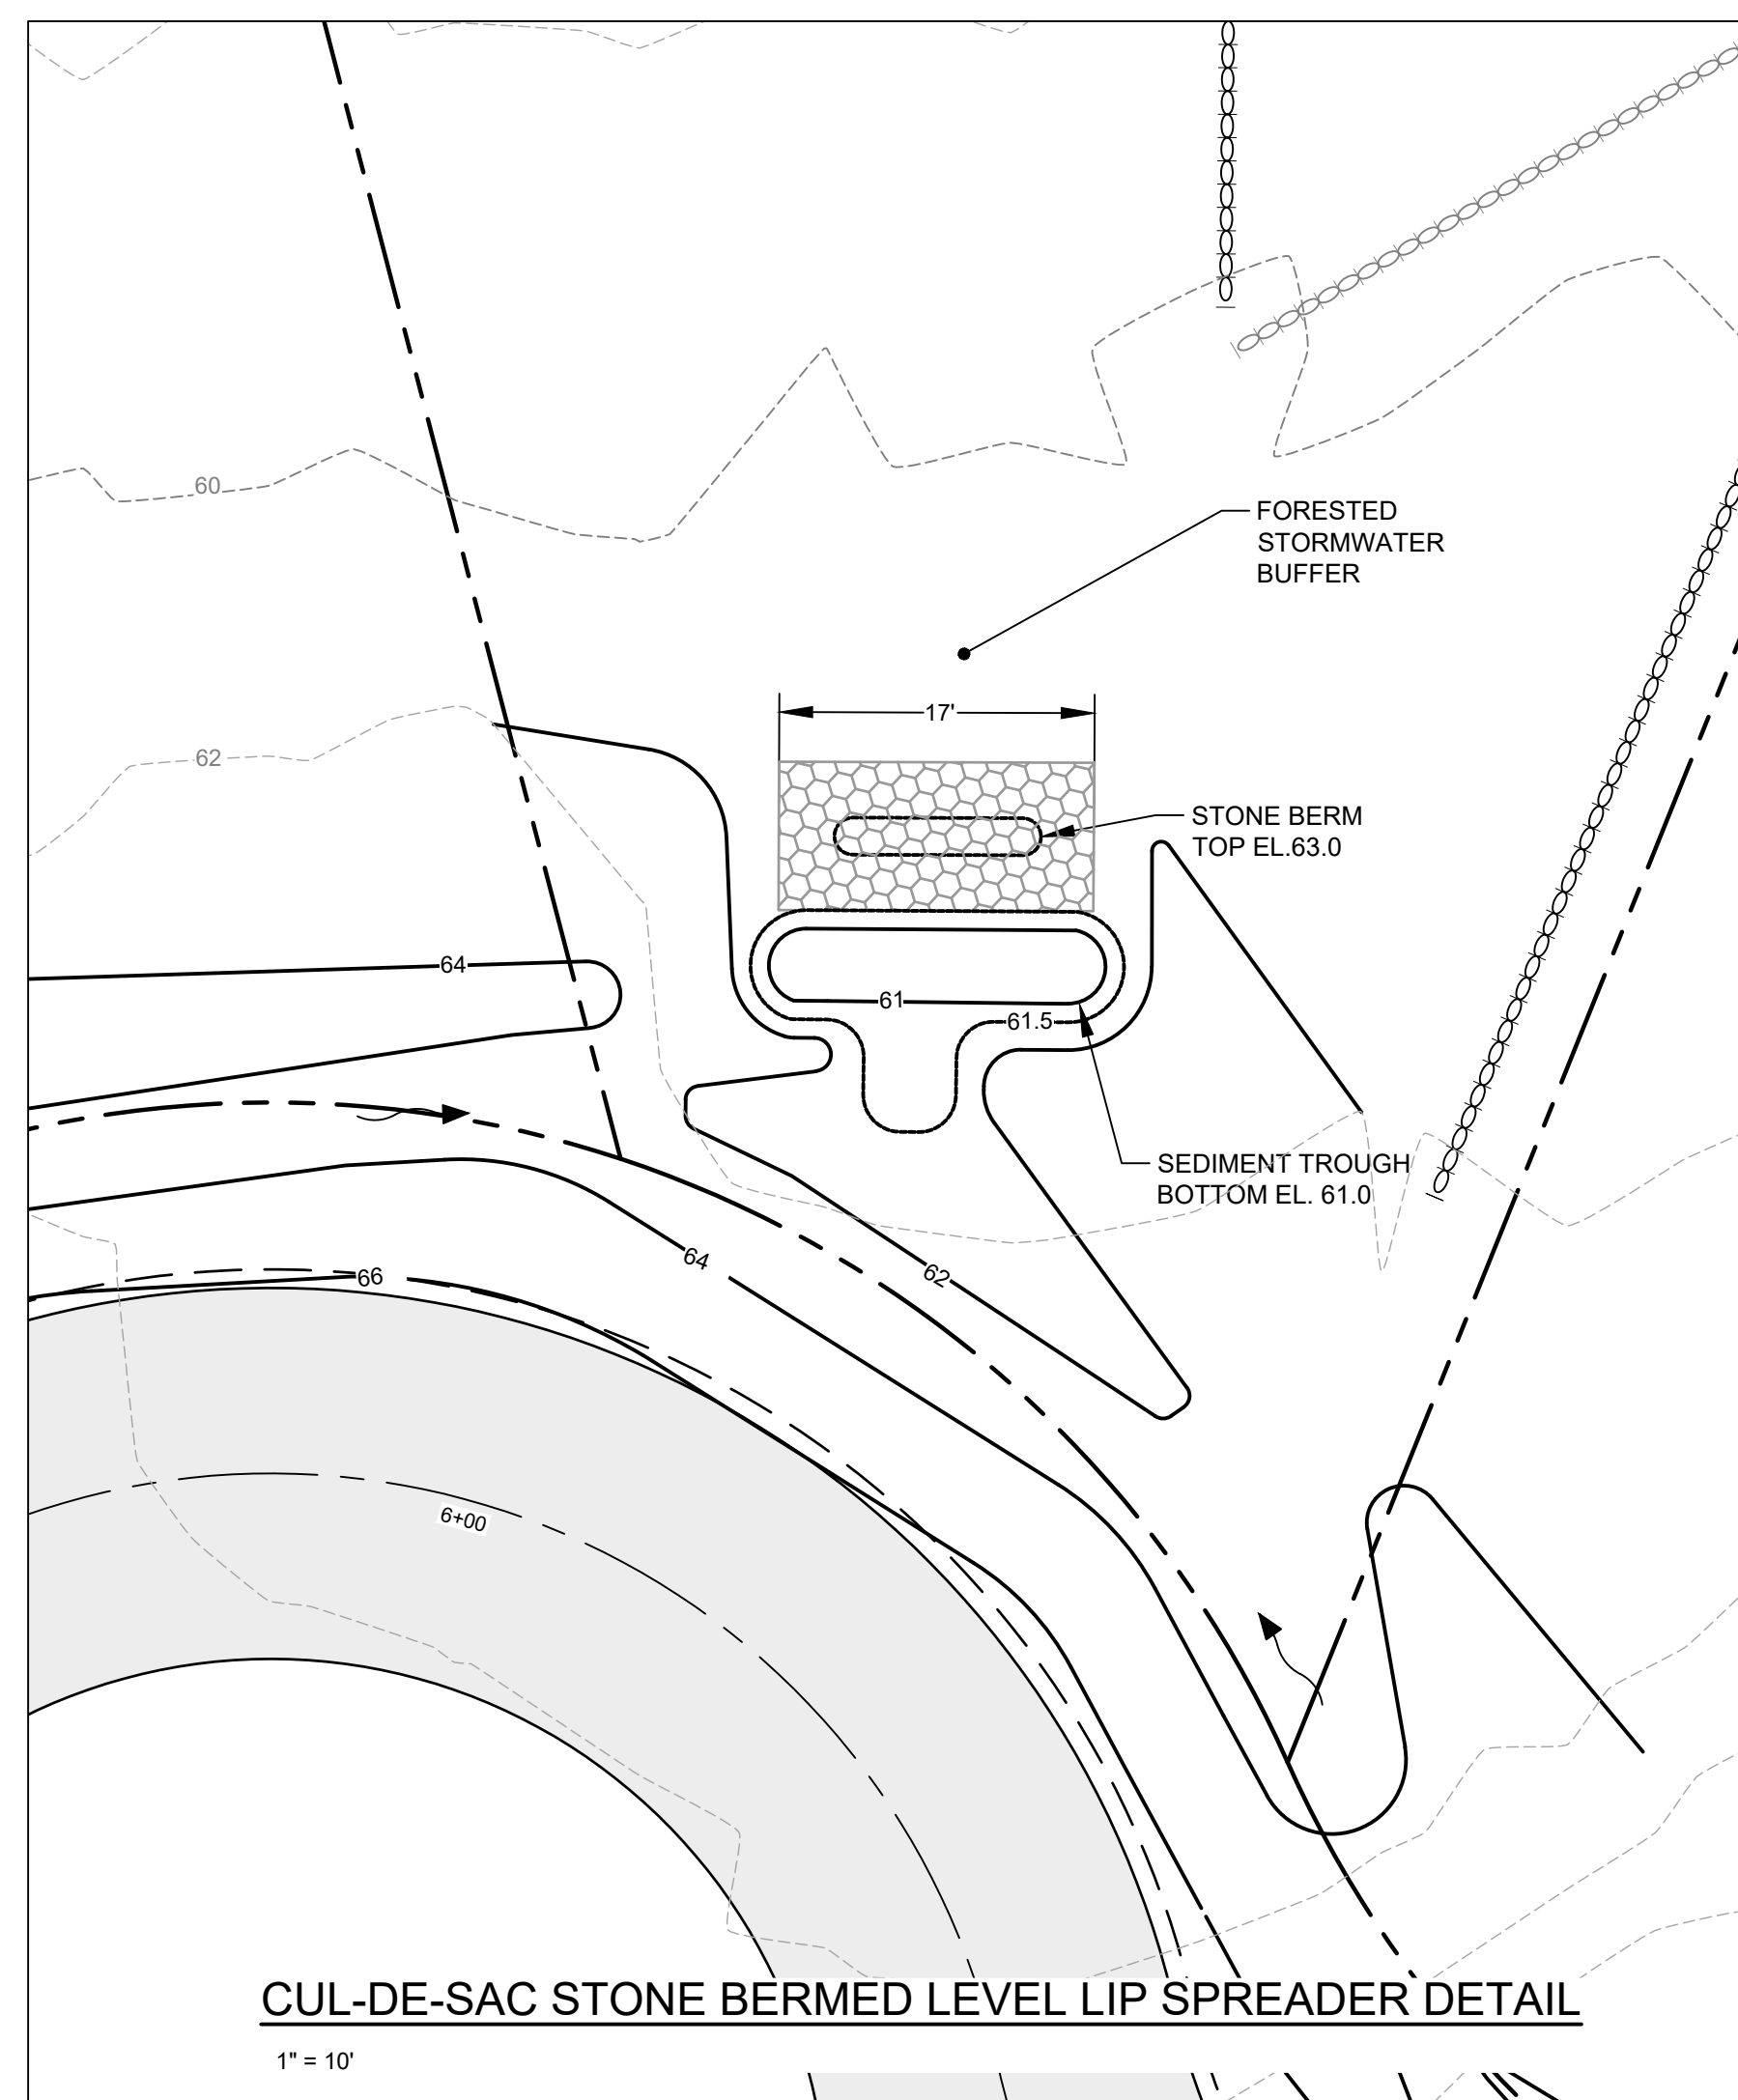 60
FORESTED
STORMWATER
BUFFER
17'
62
STONE BERM
TOP EL.63.0
64
61
61.5
SEDIMENT TROUGH
BOTTOM EL. 61.0
64
62
66
6+00
CUL-DE-SAC STONE BERMED LEVEL LIP SPREADER DETAIL
1" = 10'